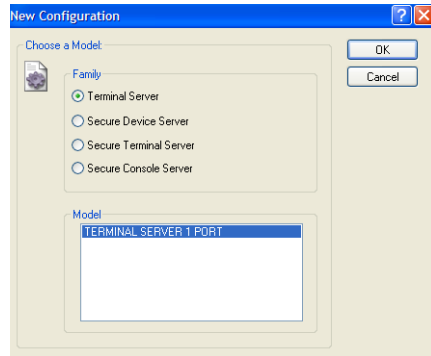 New Configuration
?
Choose a Model:
OK
Cancel
Family
Terminal Server
Secure Device Server
Secure Terminal Server
Secure Console Server
Model
TERMINAL SERVER 1 PORT